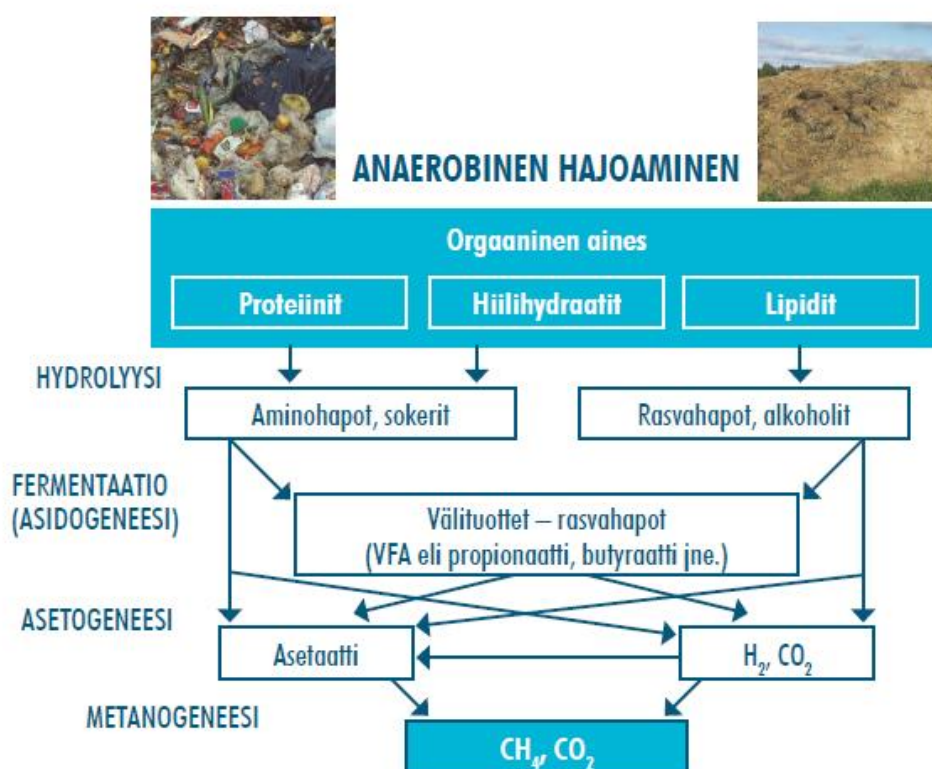 ANAEROBINEN HAJOAMINEN
Orgaaninen aines
Proteiinit
Hiilihydraatit
Lipidit
HYDROLYYSI
Aminohapot, sokerit
Rasvahapot, alkoholit
FERMENTAATIO
(ASIDOGENEESI)
Välituottet – rasvahapot
(VFA eli propionaatti, butyraatti jne.)
ASETOGENEESI
Asetaatti
H₂, CO₂
METANOGENEESI
CH₄, CO₂